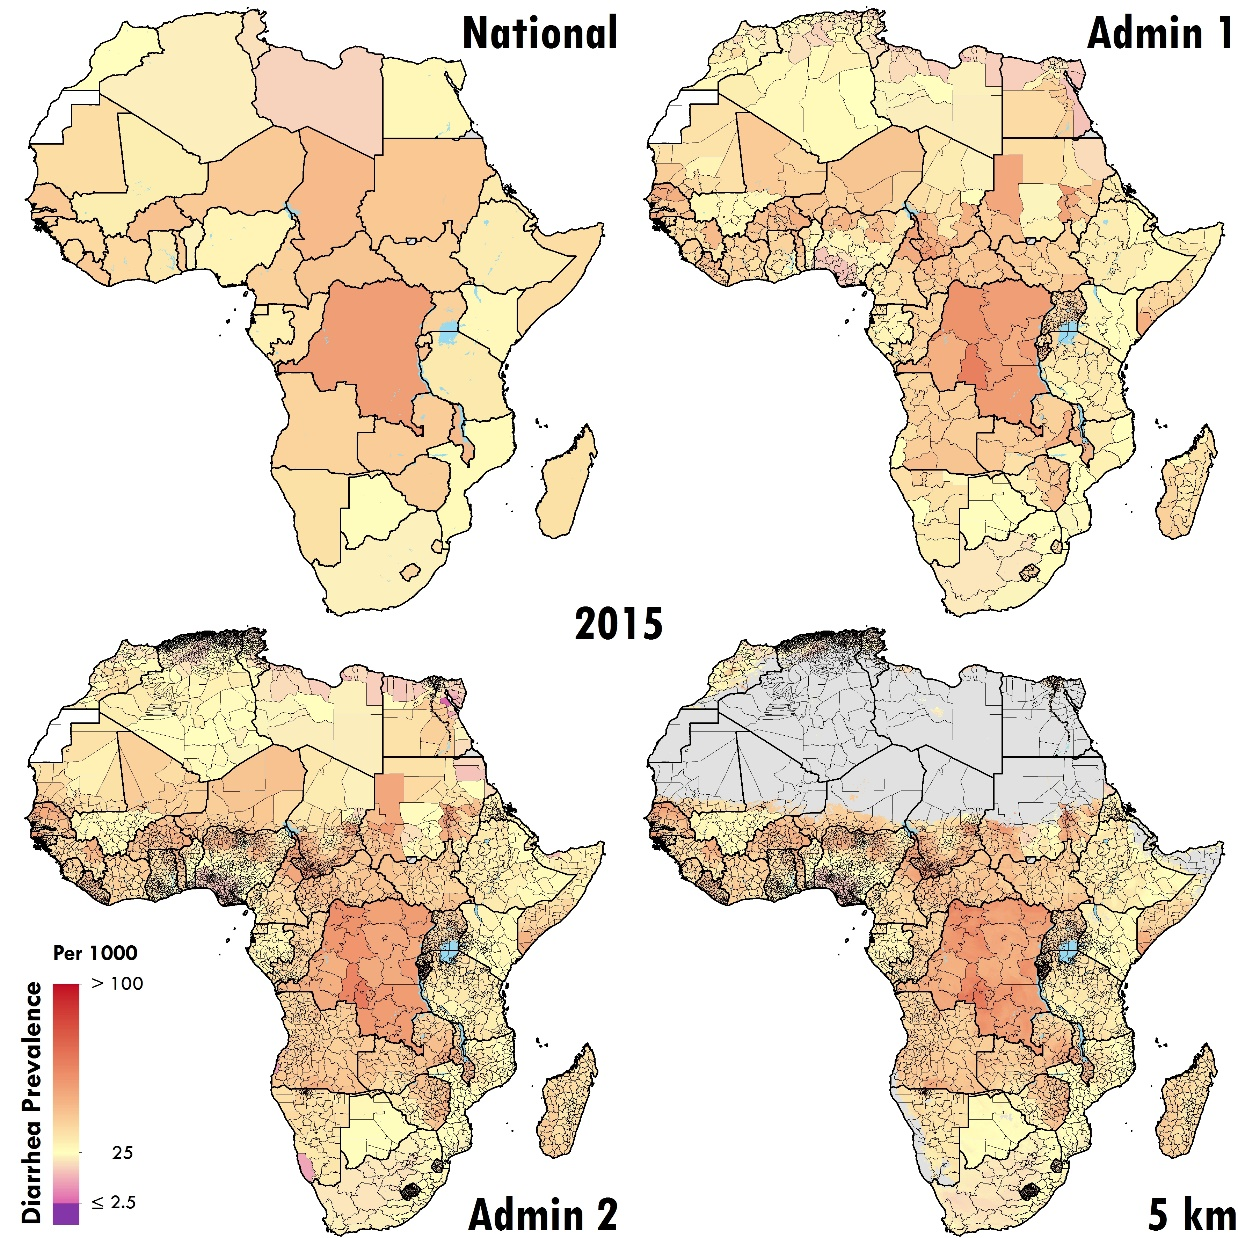 National
Admin 1
2015
Per 1000
> 100
25
≤ 2.5
Diarrhea Prevalence
Admin 2
5 km